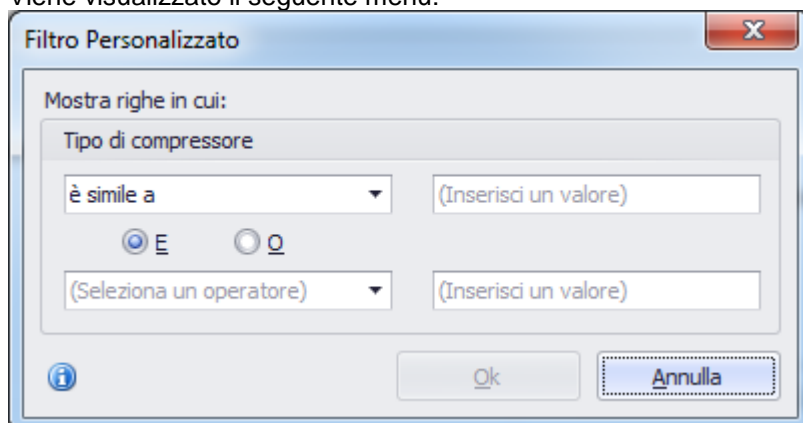 Viene visualizzato il seguente menu:
Filtro Personalizzato
Mostra righe in cui:
Tipo di compressore
è simile a (Inserisci un valore)
E O
(Seleziona un operatore) (Inserisci un valore)
Ok Annulla